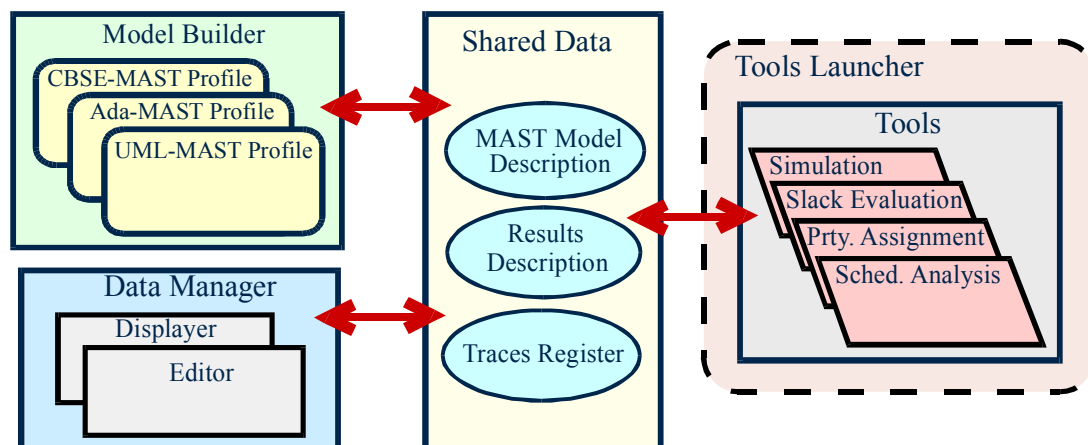 Model Builder
CBSE-MAST Profile
Ada-MAST Profile
UML-MAST Profile
Data Manager
Displayer
Editor
Shared Data
MAST Model
Description
Results
Description
Traces Register
Tools Launcher
Tools
Simulation
Slack Evaluation
Prty. Assignment
Sched. Analysis